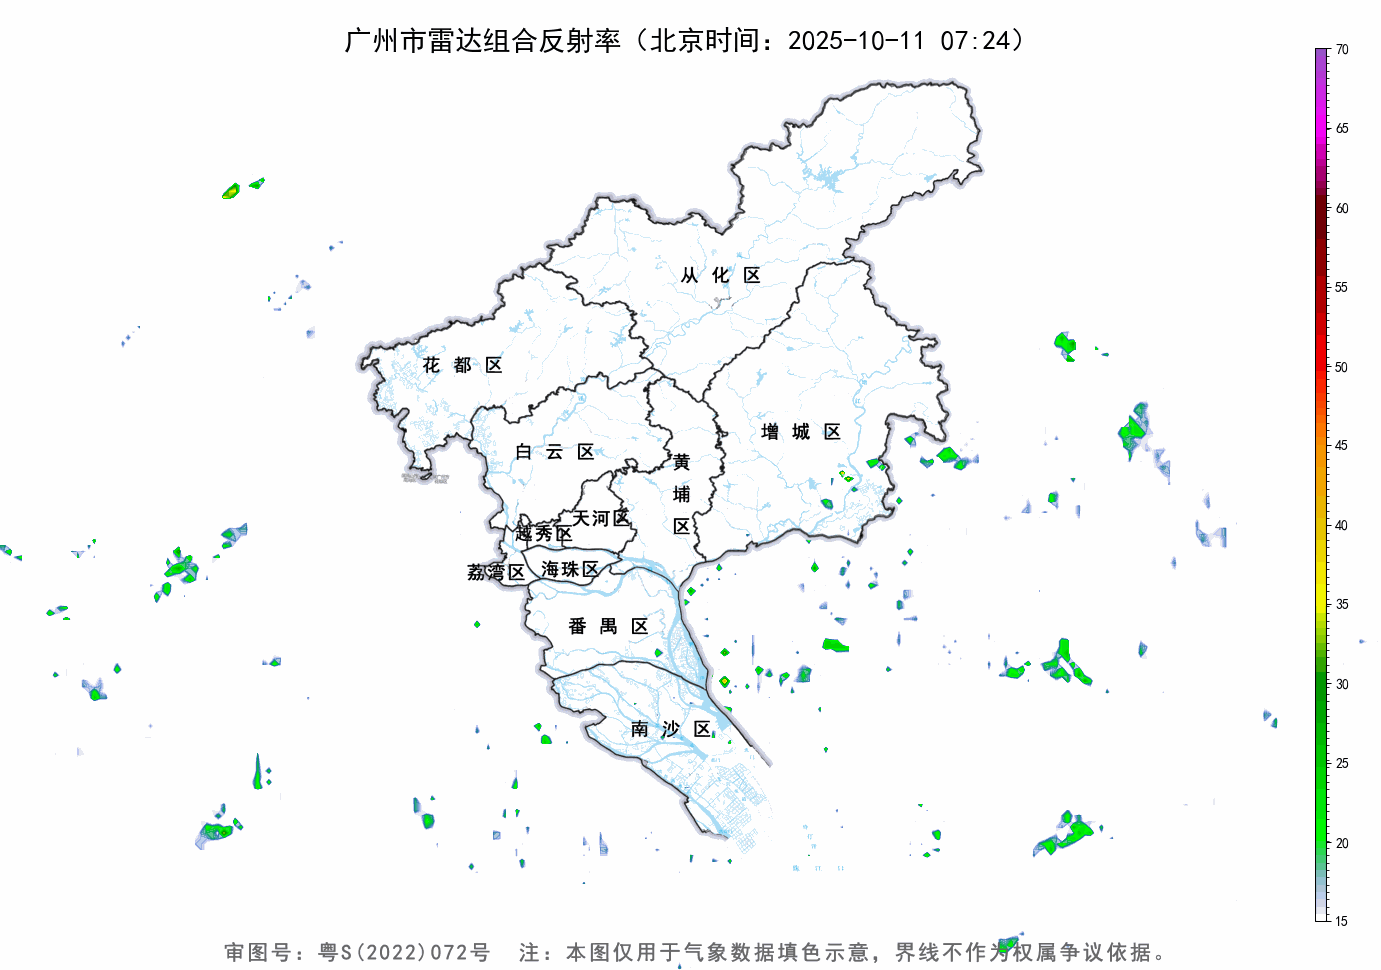 广州市雷达组合反射率（北京时间：2025-10-11 07:24）
70
65
60
55
50
45
40
35
30
25
20
15
从化区
花都区
增城区
白云区
黄埔区
天河区
越秀区
荔湾区
海珠区
番禺区
南沙区
审图号：粤S(2022)072号 注：本图仅用于气象数据填色示意，界线不作为权属争议依据。